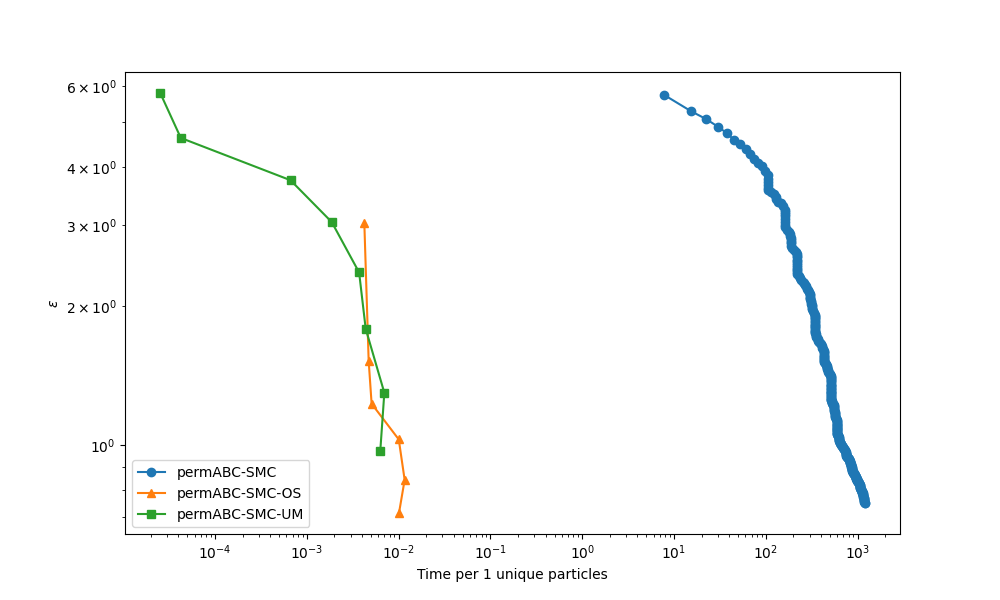 6 × 10⁰
4 × 10⁰
3 × 10⁰
2 × 10⁰
10⁰
ε
permABC-SMC
permABC-SMC-OS
permABC-SMC-UM
10⁻⁴ 10⁻³ 10⁻² 10⁻¹ 10⁰ 10¹ 10² 10³
Time per 1 unique particles